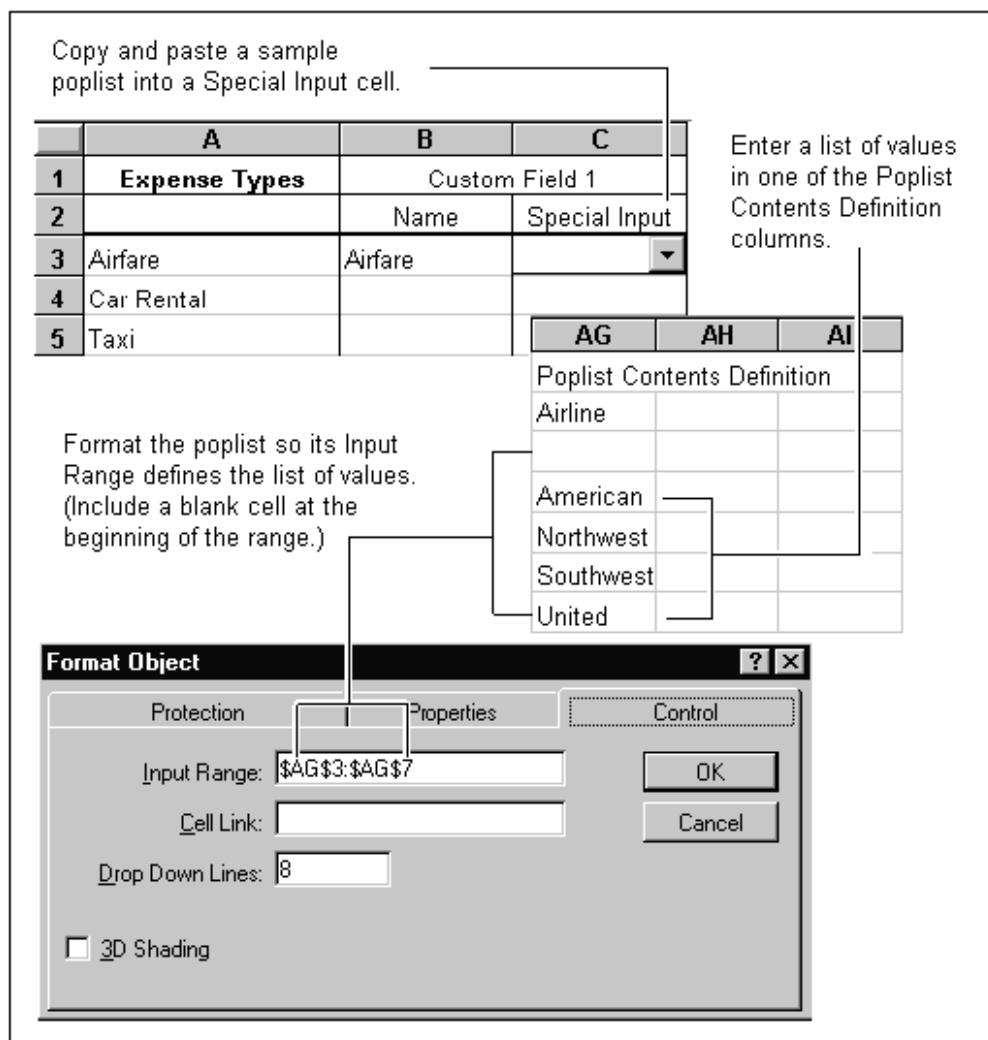 Copy and paste a sample
poplist into a Special Input cell.
A B C
1 Expense Types Custom Field 1
2 Name Special Input
3 Airfare Airfare
4 Car Rental
5 Taxi
Enter a list of values
in one of the Poplist
Contents Definition
columns.
AG AH AI
Poplist Contents Definition
Airline
American
Northwest
Southwest
United
Format the poplist so its Input
Range defines the list of values.
(Include a blank cell at the
beginning of the range.)
Format Object ? ×
Protection Properties Control
Input Range: $AG$3:$AG$7 OK
Cell Link: Cancel
Drop Down Lines: 8
3D Shading